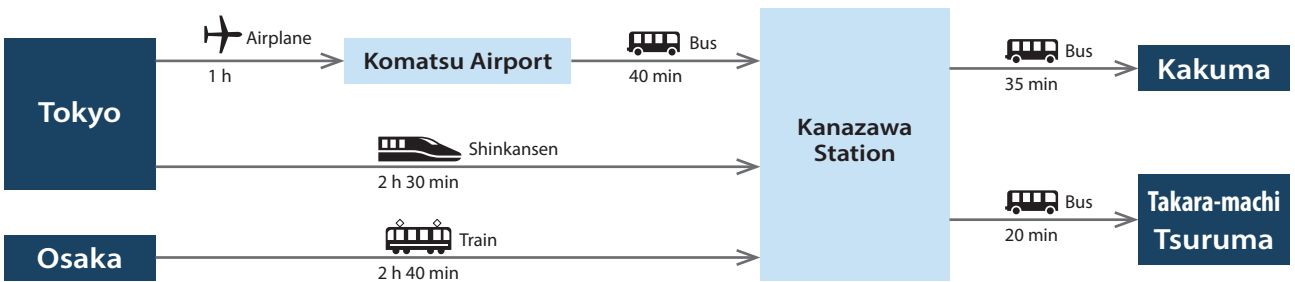 Tokyo
Airplane
1 h
Komatsu Airport
Bus
40 min
Shinkansen
2 h 30 min
Osaka
Train
2 h 40 min
Kanazawa
Station
Bus
35 min
Kakuma
Bus
20 min
Takara-machi
Tsuruma